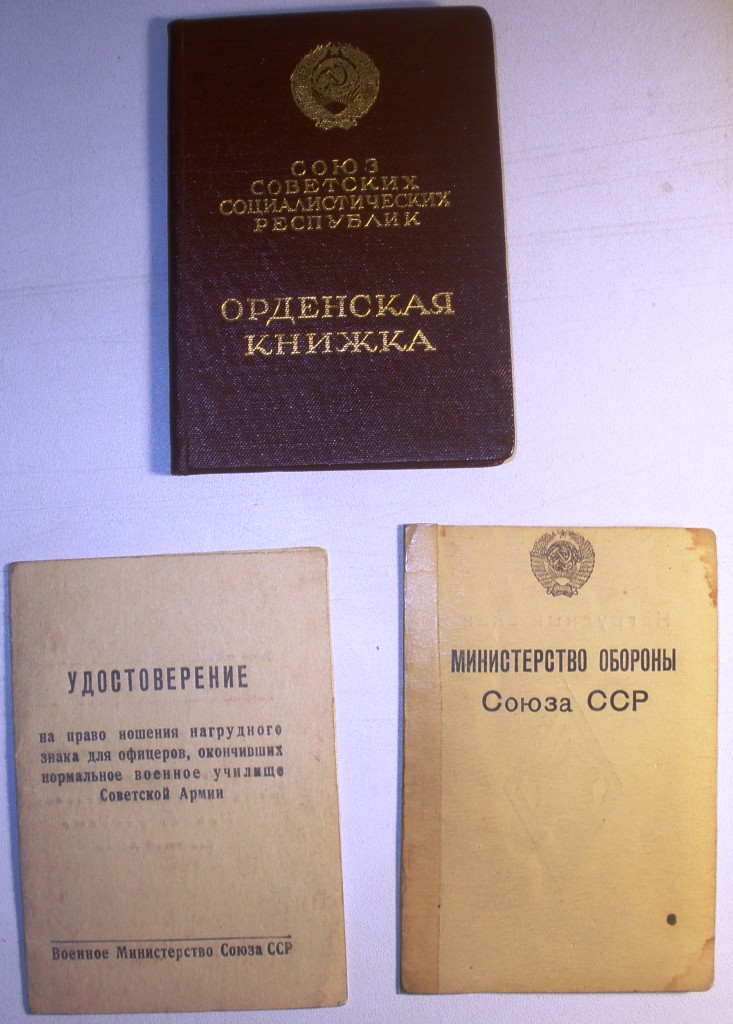 СОЮЗ
СОВЕТСКИХ
СОЦИАЛИСТИЧЕСКИХ
РЕСПУБЛИК
ОРДЕНСКАЯ
КНИЖКА
УДОСТОВЕРЕНИЕ
на право ношения нагрудного
знака для офицеров, окончивших
нормальное военное училище
Советской Армии
Военное Министерство Союза ССР
МИНИСТЕРСТВО ОБОРОНЫ
Союза ССР